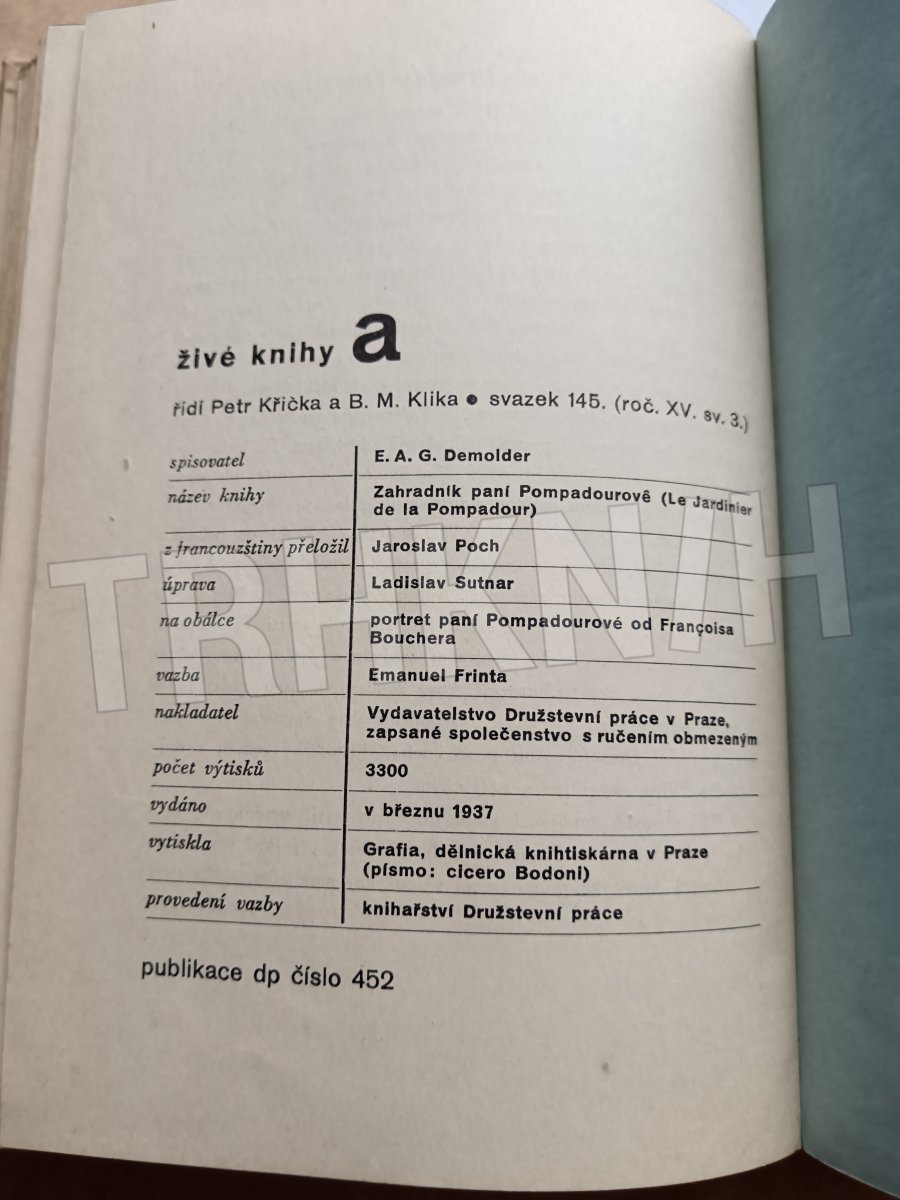 živé knihy a
řídí Petr Křička a B. M. Klika ● svazek 145. (roč. XV. sv. 3.)
spisovatel E. A. G. Demolder
název knihy Zahradník paní Pompadourově (Le Jardinier
de la Pompadour)
z francouzštiny přeložil Jaroslav Poch
úprava Ladislav Sutnar
na obálce portret paní Pompadourové od Françoisa
Bouchera
vazba Emanuel Frinta
nakladatel Vydavatelstvo Družstevní práce v Praze,
zapsané společenstvo s ručením obmezeným
počet výtisků 3300
vydáno v březnu 1937
vytiskla Grafia, dělnická knihtiskárna v Praze
(písmo: cicero Bodoni)
provedení vazby knihařství Družstevní práce
publikace dp číslo 452
TRHKNIH